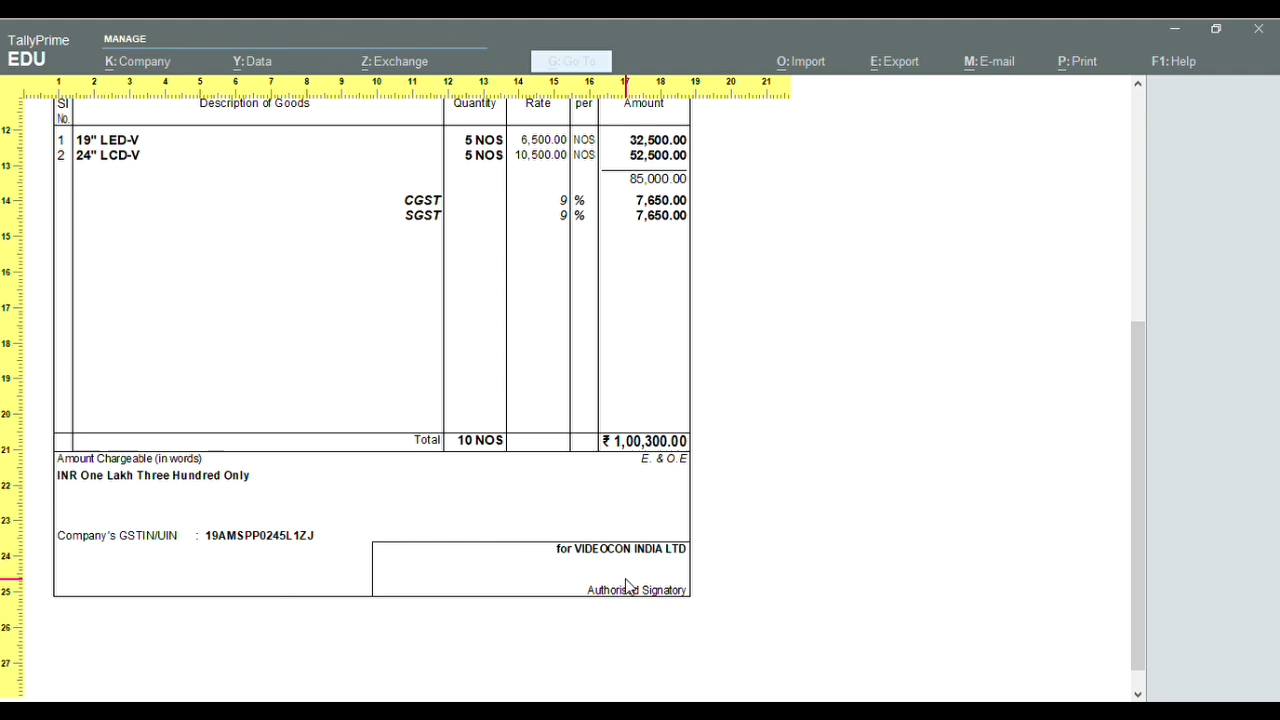 TallyPrime
EDU
MANAGE
K: Company Y: Data Z: Exchange G: Go To O: Import E: Export M: E-mail P: Print F1: Help
1 2 3 4 5 6 7 8 9 10 11 12 13 14 15 16 17 18 19 20 21
Sl No. Description of Goods Quantity Rate per Amount
12
1 19" LED-V 5 NOS 6,500.00 NOS 32,500.00
2 24" LCD-V 5 NOS 10,500.00 NOS 52,500.00
13
85,000.00
14
CGST 9 % 7,650.00
SGST 9 % 7,650.00
15
16
17
18
19
20
Total 10 NOS ₹ 1,00,300.00
21
Amount Chargeable (in words) E. & O.E
INR One Lakh Three Hundred Only
22
23
Company's GSTIN/UIN : 19AMSPP0245L1ZJ
for VIDEOCON INDIA LTD
24
Authorised Signatory
25
26
27